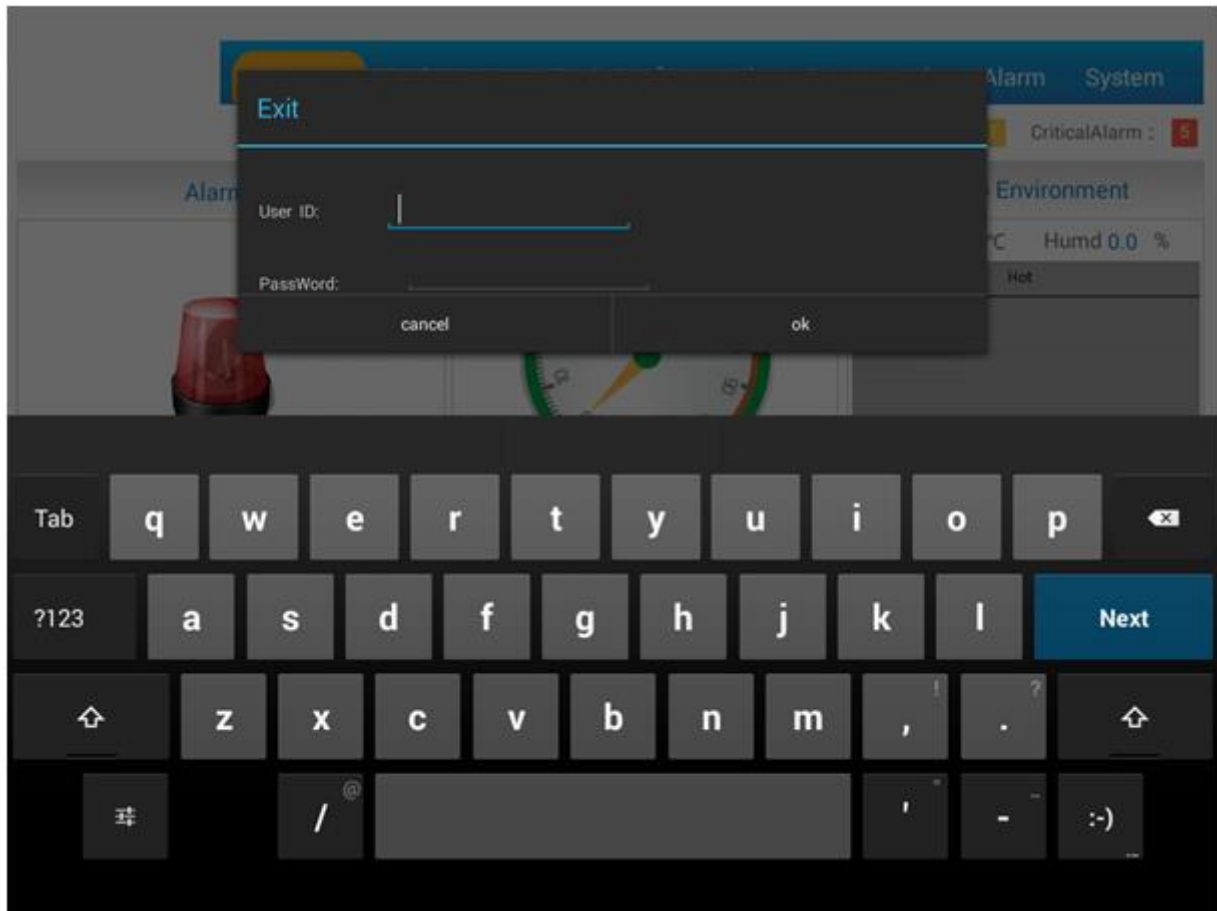 Alarm System
Exit
CriticalAlarm : 5
Environment
User ID:
℃ Humd 0.0 %
Hot
PassWord:
cancel ok
Tab q w e r t y u i o p
?123 a s d f g h j k l Next
z x c v b n m , ! . ?
/ @ ' " - _ :-)